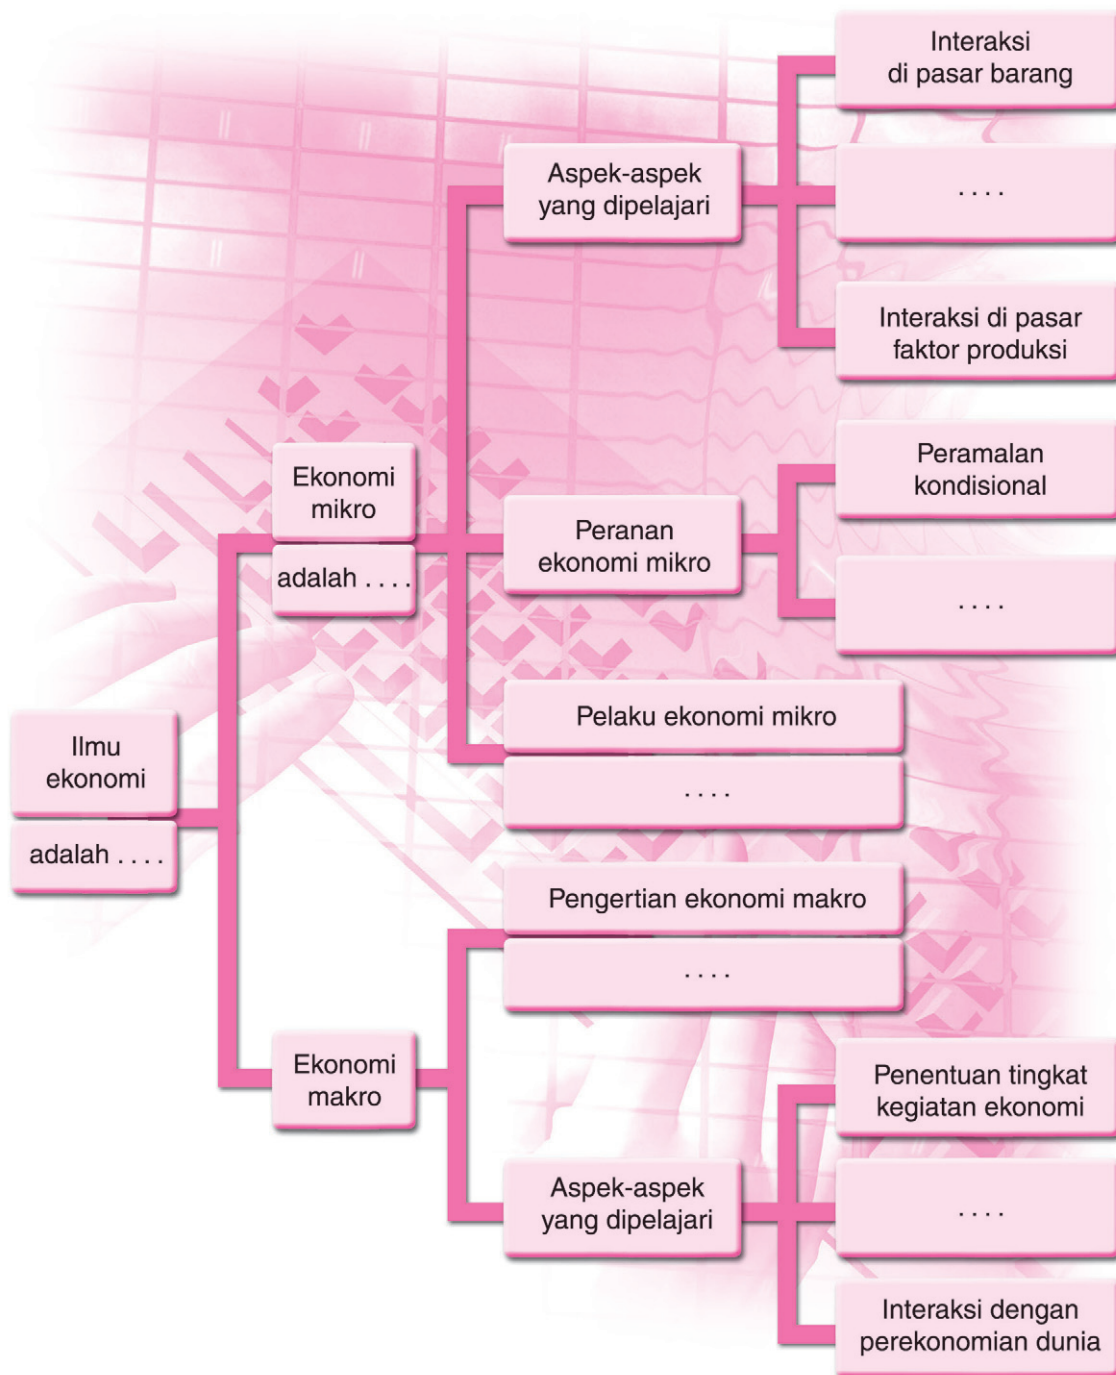 Interaksi
di pasar barang
Aspek-aspek
yang dipelajari
. . . .
Interaksi di pasar
faktor produksi
Ekonomi
mikro
adalah . . . .
Peranan
ekonomi mikro
Peramalan
kondisional
. . . .
Pelaku ekonomi mikro
. . . .
Ilmu
ekonomi
adalah . . . .
Pengertian ekonomi makro
. . . .
Ekonomi
makro
Aspek-aspek
yang dipelajari
Penentuan tingkat
kegiatan ekonomi
. . . .
Interaksi dengan
perekonomian dunia